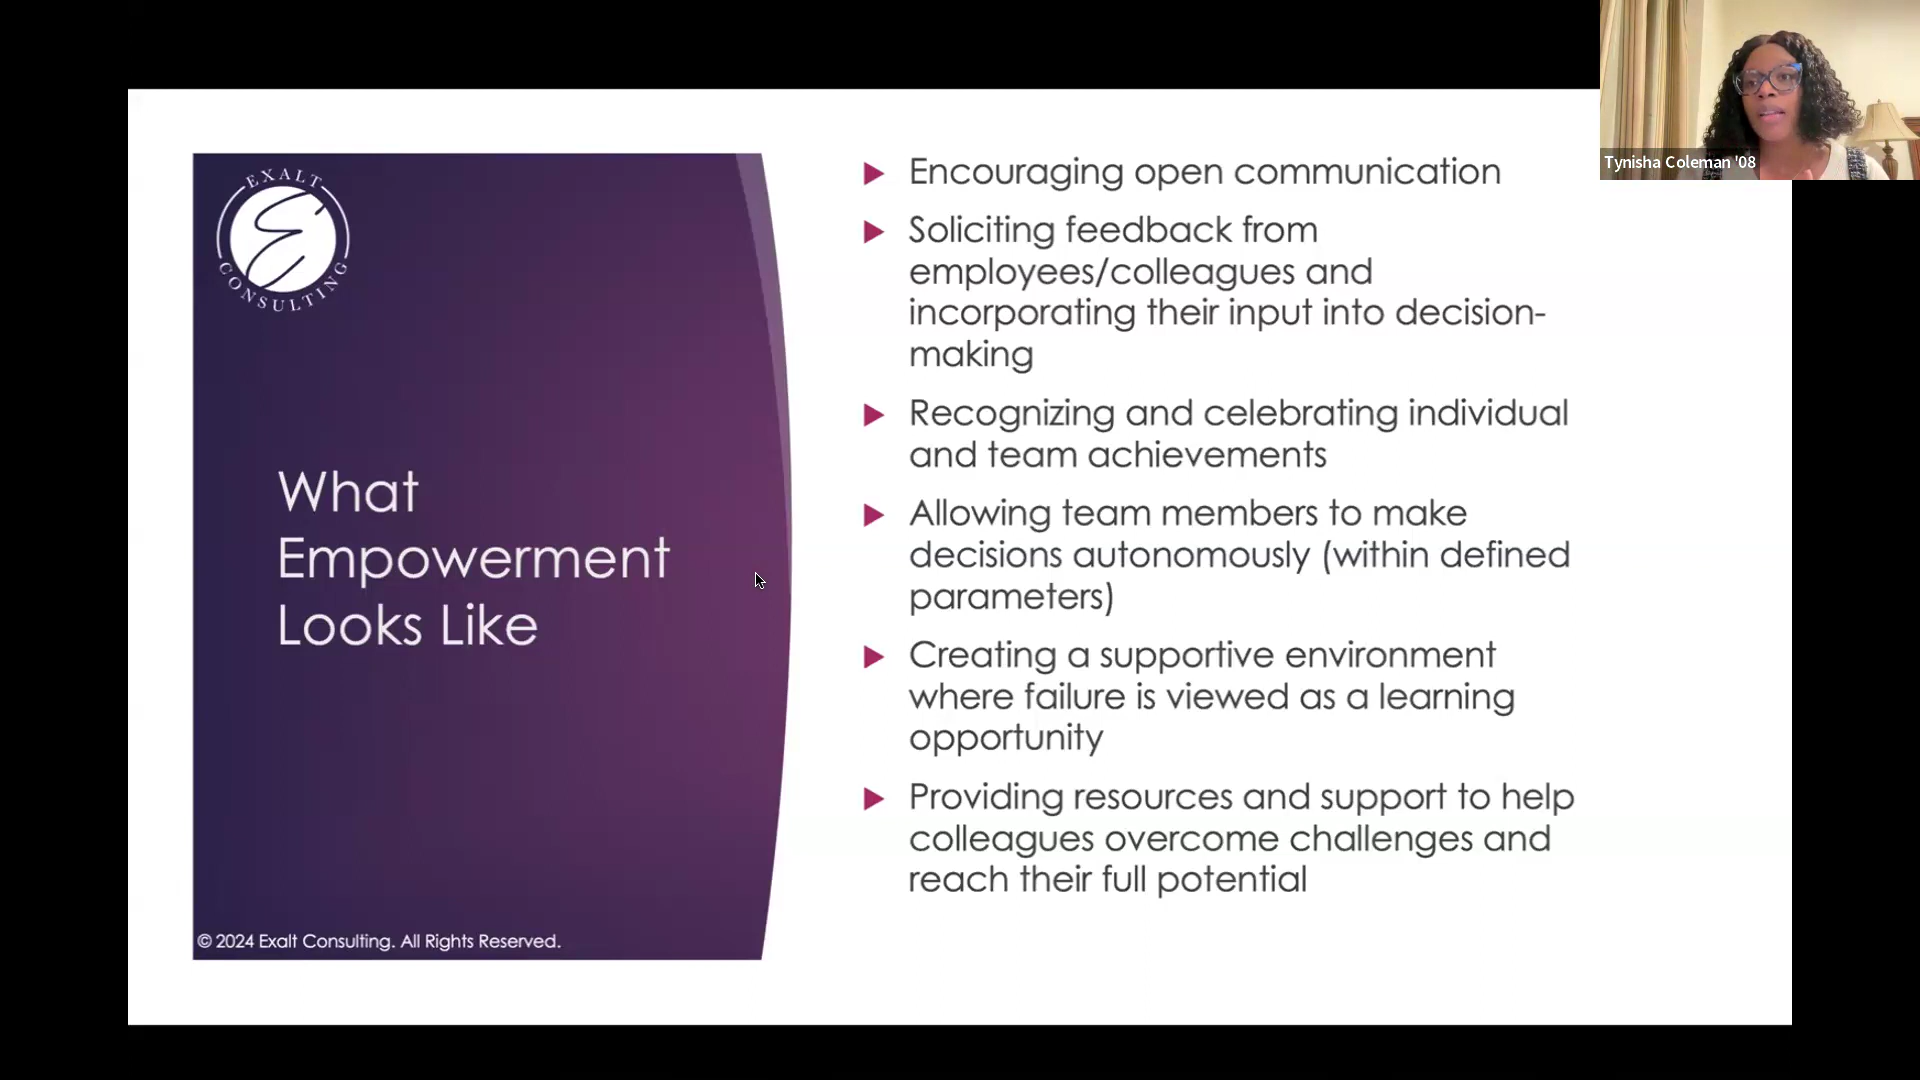 EXALT
CONSULTING
What
Empowerment
Looks Like
© 2024 Exalt Consulting. All Rights Reserved.
Encouraging open communication
Soliciting feedback from
employees/colleagues and
incorporating their input into decision-
making
Recognizing and celebrating individual
and team achievements
Allowing team members to make
decisions autonomously (within defined
parameters)
Creating a supportive environment
where failure is viewed as a learning
opportunity
Providing resources and support to help
colleagues overcome challenges and
reach their full potential
Tynisha Coleman '08